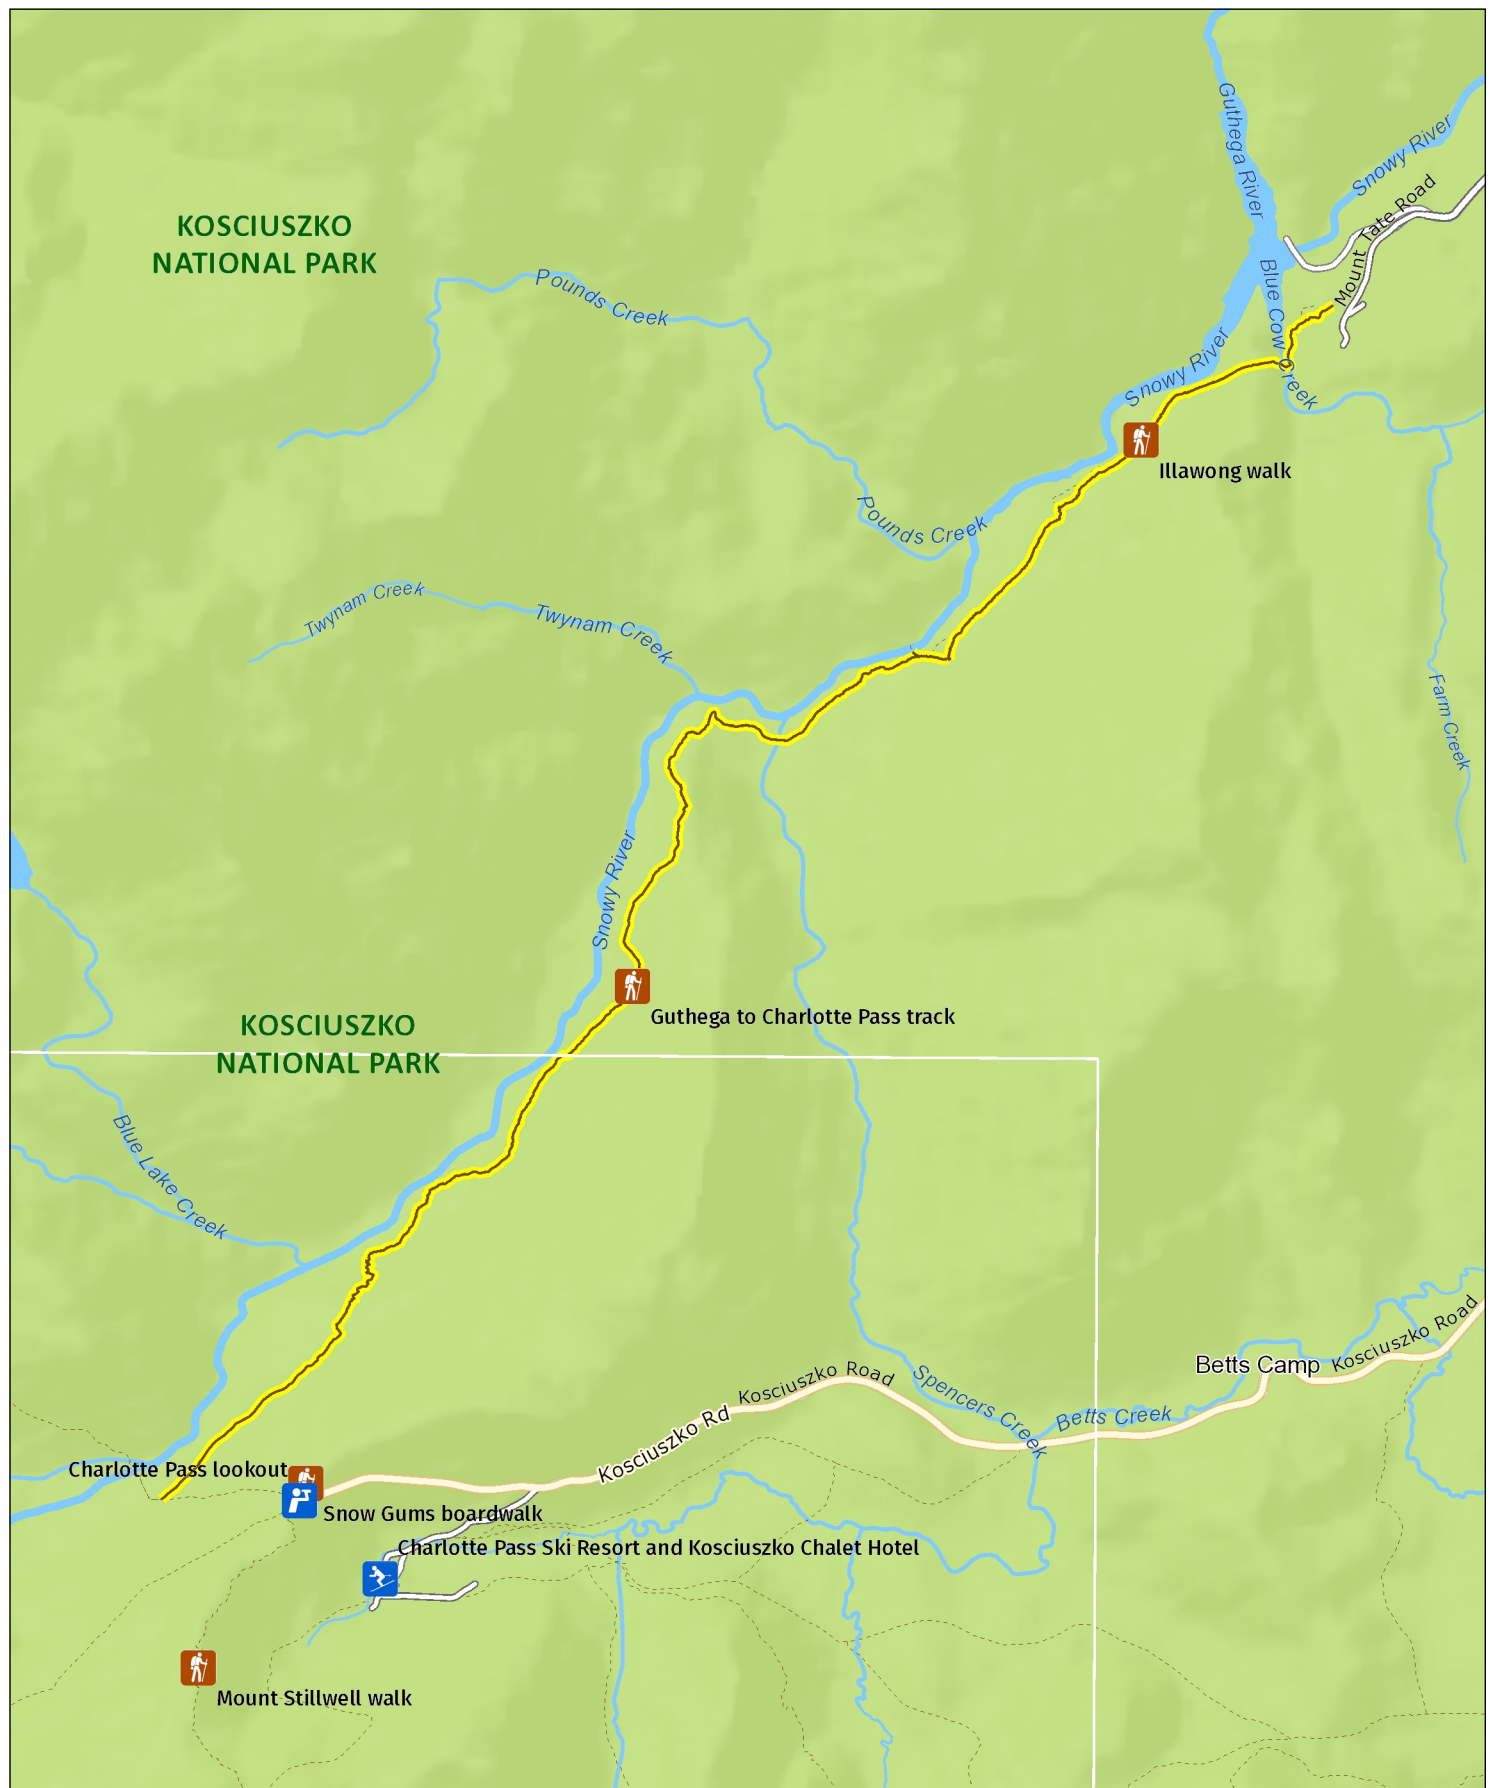 Guthega River
Snowy River
Mount Tate Road
KOSCIUSZKO
NATIONAL PARK
Blue Cow Creek
Pounds Creek
Snowy River
Illawong walk
Pounds Creek
Twynam Creek
Twynam Creek
Farm Creek
Snowy River
Guthega to Charlotte Pass track
KOSCIUSZKO
NATIONAL PARK
Blue Lake Creek
Kosciuszko Road
Betts Camp
Kosciuszko Road
Spencers Creek
Betts Creek
Kosciuszko Rd
Charlotte Pass lookout
Snow Gums boardwalk
Charlotte Pass Ski Resort and Kosciuszko Chalet Hotel
Mount Stillwell walk